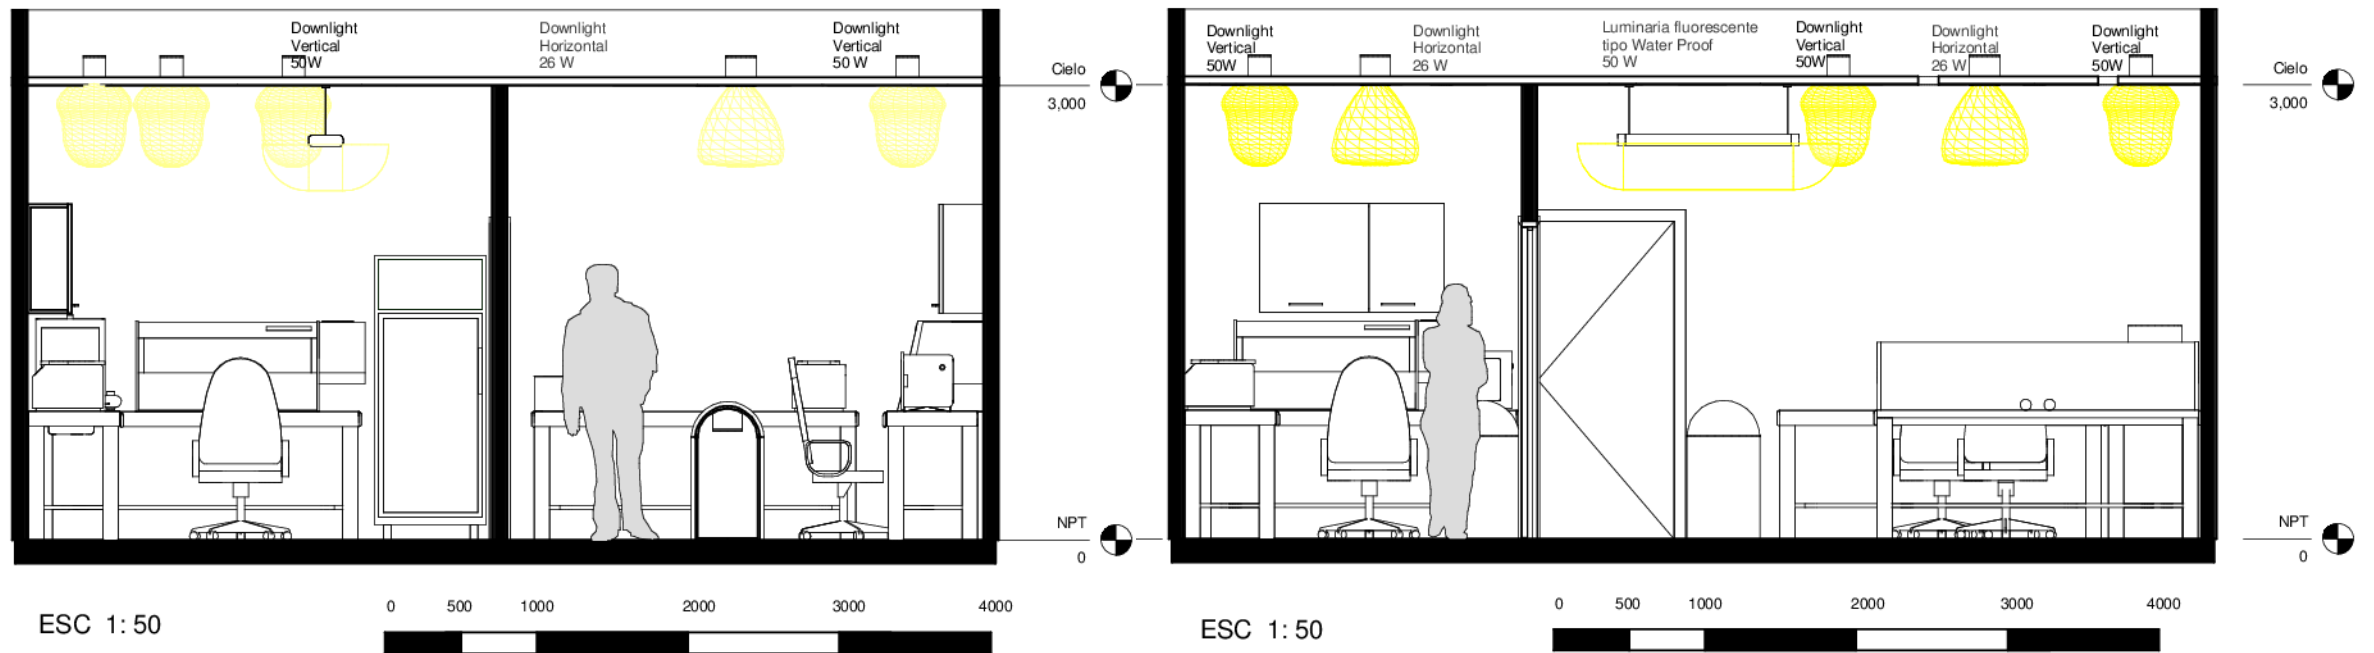 Downlight
Vertical
50W
Downlight
Horizontal
26 W
Downlight
Vertical
50 W
Cielo
3,000
NPT
0
ESC 1: 50
0 500 1000 2000 3000 4000
Downlight
Vertical
50W
Downlight
Horizontal
26 W
Luminaria fluorescente
tipo Water Proof
50 W
Downlight
Vertical
50W
Downlight
Horizontal
26 W
Downlight
Vertical
50W
Cielo
3,000
NPT
0
ESC 1: 50
0 500 1000 2000 3000 4000